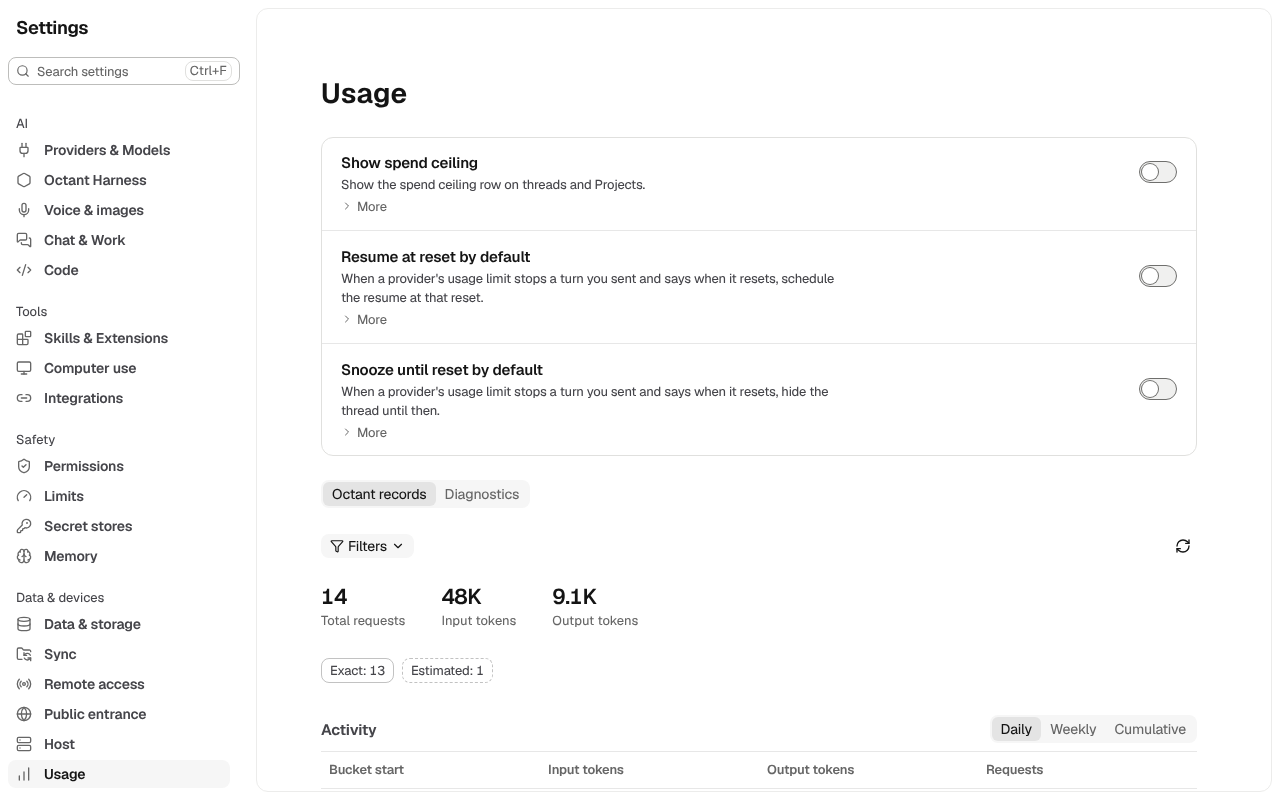 Settings
Search settings
Ctrl+F
AI
Providers & Models
Octant Harness
Voice & images
Chat & Work
Code
Tools
Skills & Extensions
Computer use
Integrations
Safety
Permissions
Limits
Secret stores
Memory
Data & devices
Data & storage
Sync
Remote access
Public entrance
Host
Usage
Usage
Show spend ceiling
Show the spend ceiling row on threads and Projects.
More
Resume at reset by default
When a provider's usage limit stops a turn you sent and says when it resets, schedule
the resume at that reset.
More
Snooze until reset by default
When a provider's usage limit stops a turn you sent and says when it resets, hide the
thread until then.
More
Octant records
Diagnostics
Filters
14
Total requests
48K
Input tokens
9.1K
Output tokens
Exact: 13
Estimated: 1
Activity
Daily
Weekly
Cumulative
Bucket start
Input tokens
Output tokens
Requests